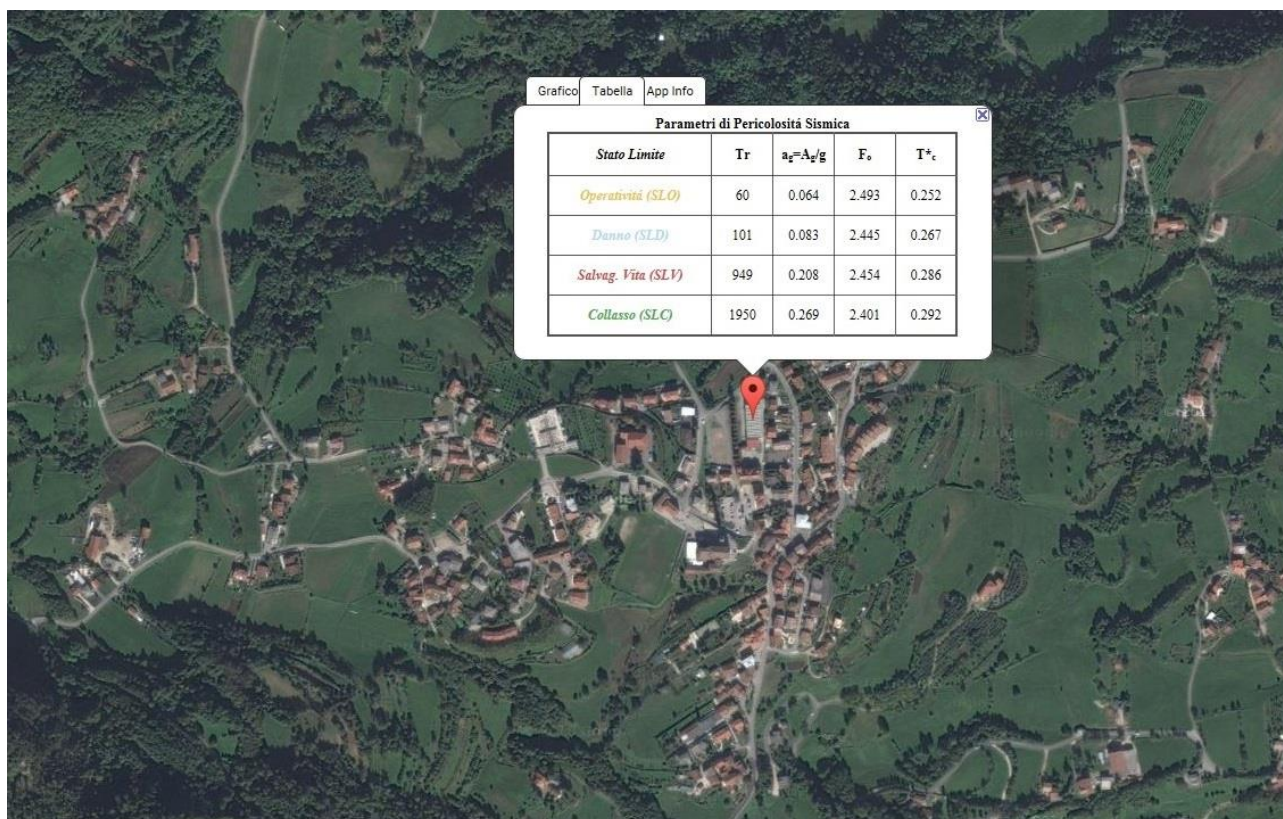 Grafico Tabella App Info
Parametri di Pericolositá Sismica
Stato Limite Tr ag=Ag/g Fo T*c
Operativitá (SLO) 60 0.064 2.493 0.252
Danno (SLD) 101 0.083 2.445 0.267
Salvag. Vita (SLV) 949 0.208 2.454 0.286
Collasso (SLC) 1950 0.269 2.401 0.292